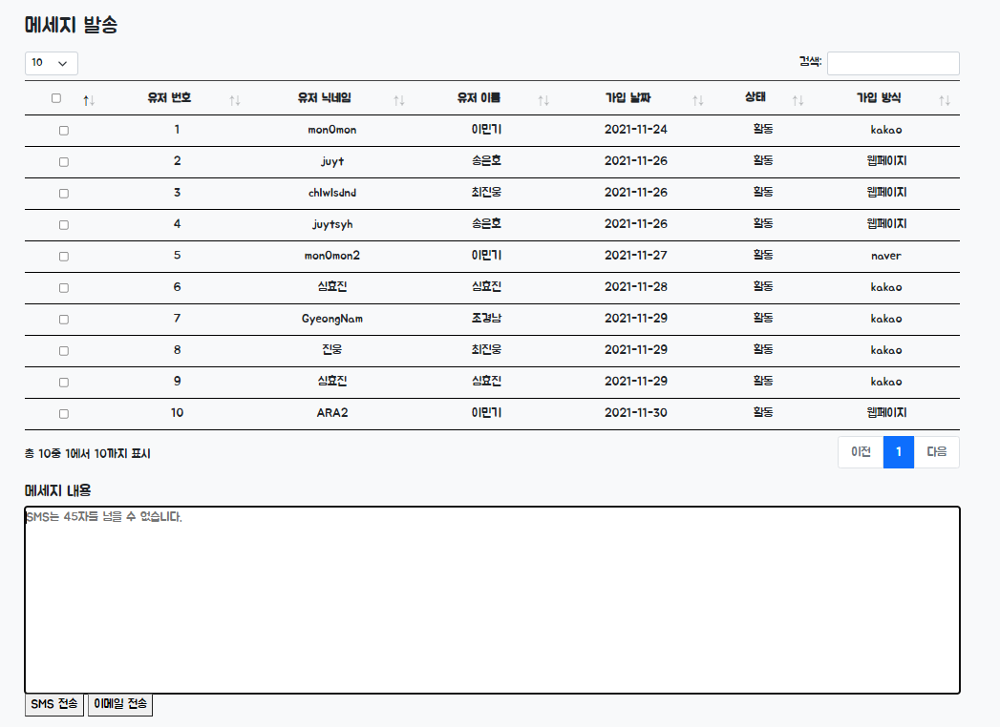 메세지 발송
10 검색:
유저 번호 유저 닉네임 유저 이름 가입 날짜 상태 가입 방식
1 mon0mon 이민기 2021-11-24 활동 kakao
2 juyt 송은호 2021-11-26 활동 웹페이지
3 chlwlsdnd 최진웅 2021-11-26 활동 웹페이지
4 juytsyh 송은호 2021-11-26 활동 웹페이지
5 mon0mon2 이민기 2021-11-27 활동 naver
6 심효진 심효진 2021-11-28 활동 kakao
7 GyeongNam 조경남 2021-11-29 활동 kakao
8 진웅 최진웅 2021-11-29 활동 kakao
9 심효진 심효진 2021-11-29 활동 kakao
10 ARA2 이민기 2021-11-30 활동 웹페이지
총 10중 1에서 10까지 표시 이전 1 다음
메세지 내용
SMS는 45자를 넘을 수 없습니다.
SMS 전송 이메일 전송